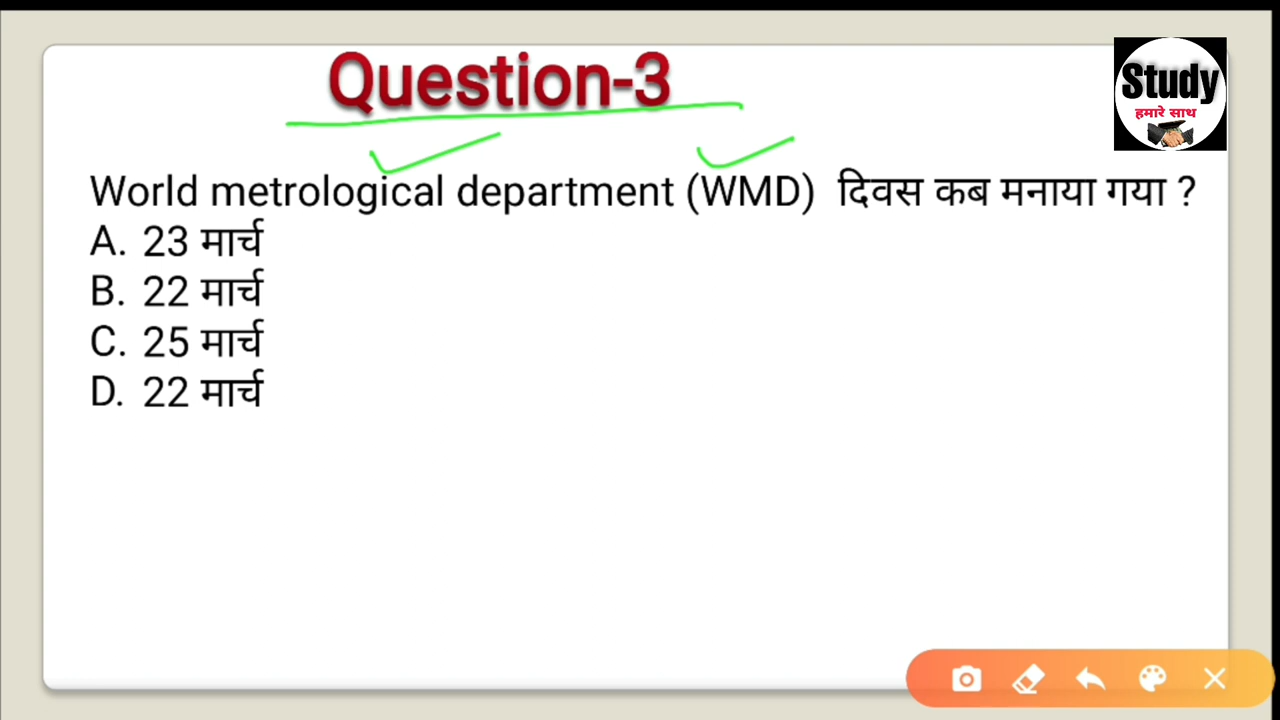 Question-3
Study
हमारे साथ
World metrological department (WMD) दिवस कब मनाया गया ?
A. 23 मार्च
B. 22 मार्च
C. 25 मार्च
D. 22 मार्च